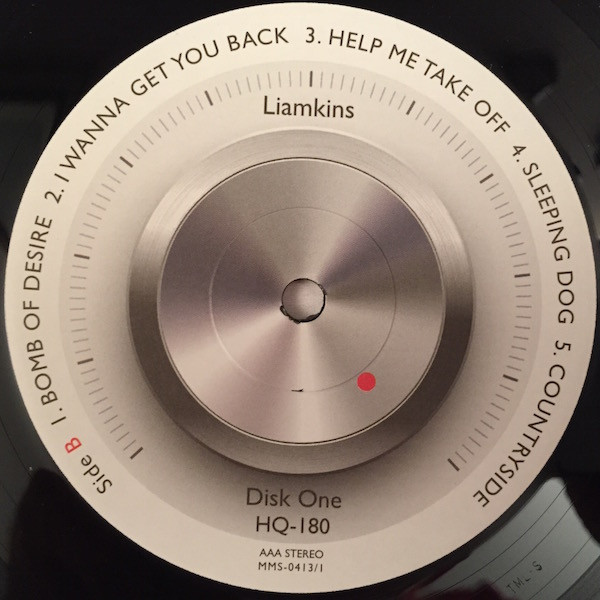 Side B 1. BOMB OF DESIRE 2. I WANNA GET YOU BACK 3. HELP ME TAKE OFF 4. SLEEPING DOG 5. COUNTRYSIDE
Liamkins
Disk One
HQ-180
AAA STEREO
MMS-0413/1